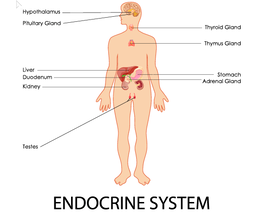 Hypothalamus
Pituitary Gland
Thyroid Gland
Thymus Gland
Liver
Duodenum
Kidney
Stomach
Adrenal Gland
Testes
ENDOCRINE SYSTEM